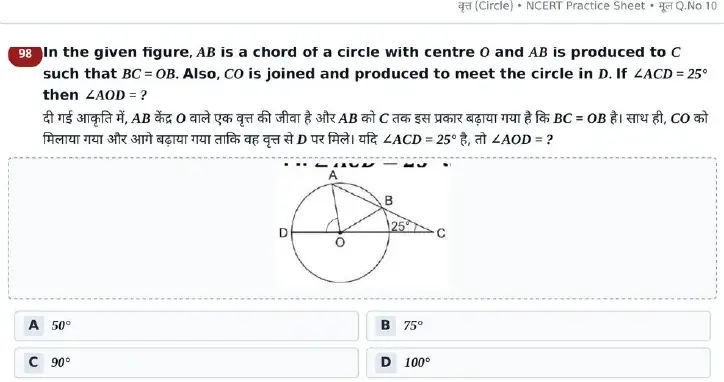 वृत्त (Circle) • NCERT Practice Sheet • मूल Q.No 10
98 In the given figure, AB is a chord of a circle with centre O and AB is produced to C
such that BC = OB. Also, CO is joined and produced to meet the circle in D. If ∠ACD = 25°
then ∠AOD = ?
दी गई आकृति में, AB केंद्र O वाले एक वृत्त की जीवा है और AB को C तक इस प्रकार बढ़ाया गया है कि BC = OB है। साथ ही, CO को
मिलाया गया और आगे बढ़ाया गया ताकि वह वृत्त से D पर मिले। यदि ∠ACD = 25° है, तो ∠AOD = ?
A
B
D 25° C
O
A 50°
B 75°
C 90°
D 100°